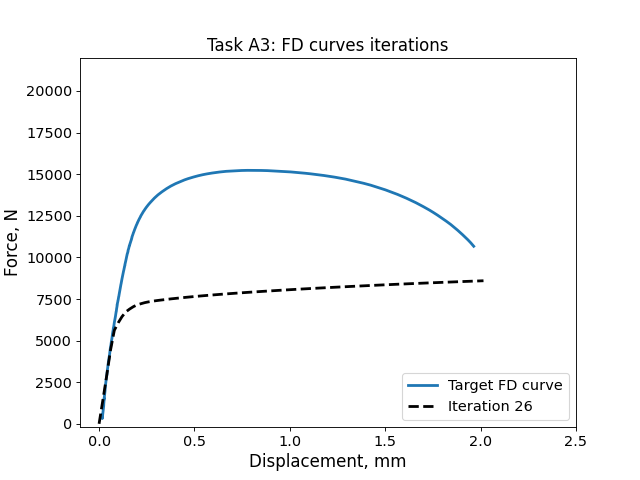 Task A3: FD curves iterations
Force, N
20000
17500
15000
12500
10000
7500
5000
2500
0
0.0 0.5 1.0 1.5 2.0 2.5
Displacement, mm
Target FD curve
Iteration 26